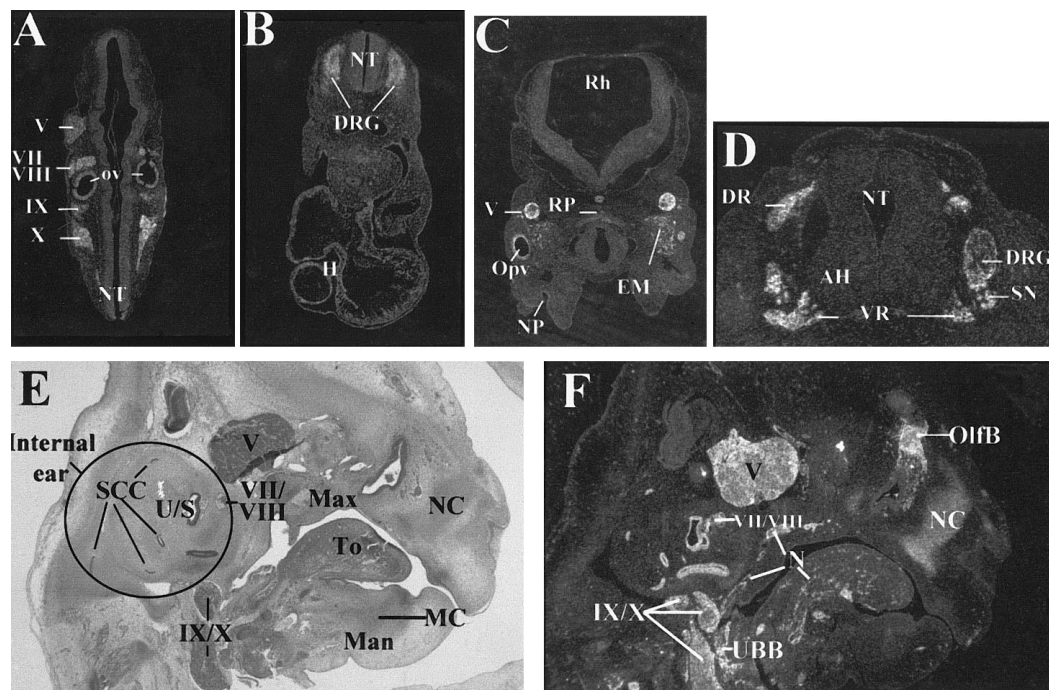 A
V
VII
VIII
ov
IX
X
NT
B
NT
DRG
H
C
Rh
V
RP
Opv
EM
NP
D
DR
NT
DRG
AH
SN
VR
E
Internal
ear
V
SCC
U/S
VII/
VIII
Max
NC
To
MC
Man
IX/X
F
OlfB
V
NC
VII/VIII
N
IX/X
UBB